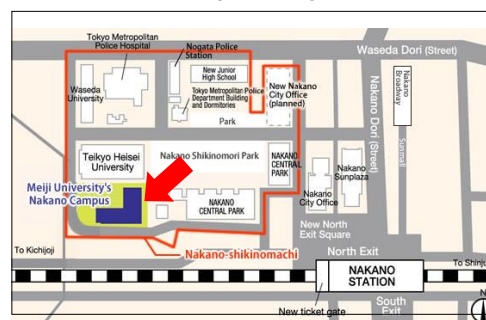 Tokyo Metropolitan
Police Hospital
Nogata Police
Station
Waseda Dori (Street)
New Junior
High School
Waseda
University
Tokyo Metropolitan Police
Department Building
and Dormitories
New Nakano
City Office
(planned)
Nakano
Broadway
Park
Nakano Dori (Street)
Sunmall
Teikyo Heisei
University
Nakano Shikinomori Park
NAKANO
CENTRAL
PARK
Nakano
Sunplaza
Meiji University's
Nakano Campus
NAKANO
CENTRAL PARK
Nakano
City Office
New North
Exit Square
To Kichijoji
Nakano-shikinomachi
North Exit
To Shinju
NAKANO
STATION
New ticket gate
South
Exit
N